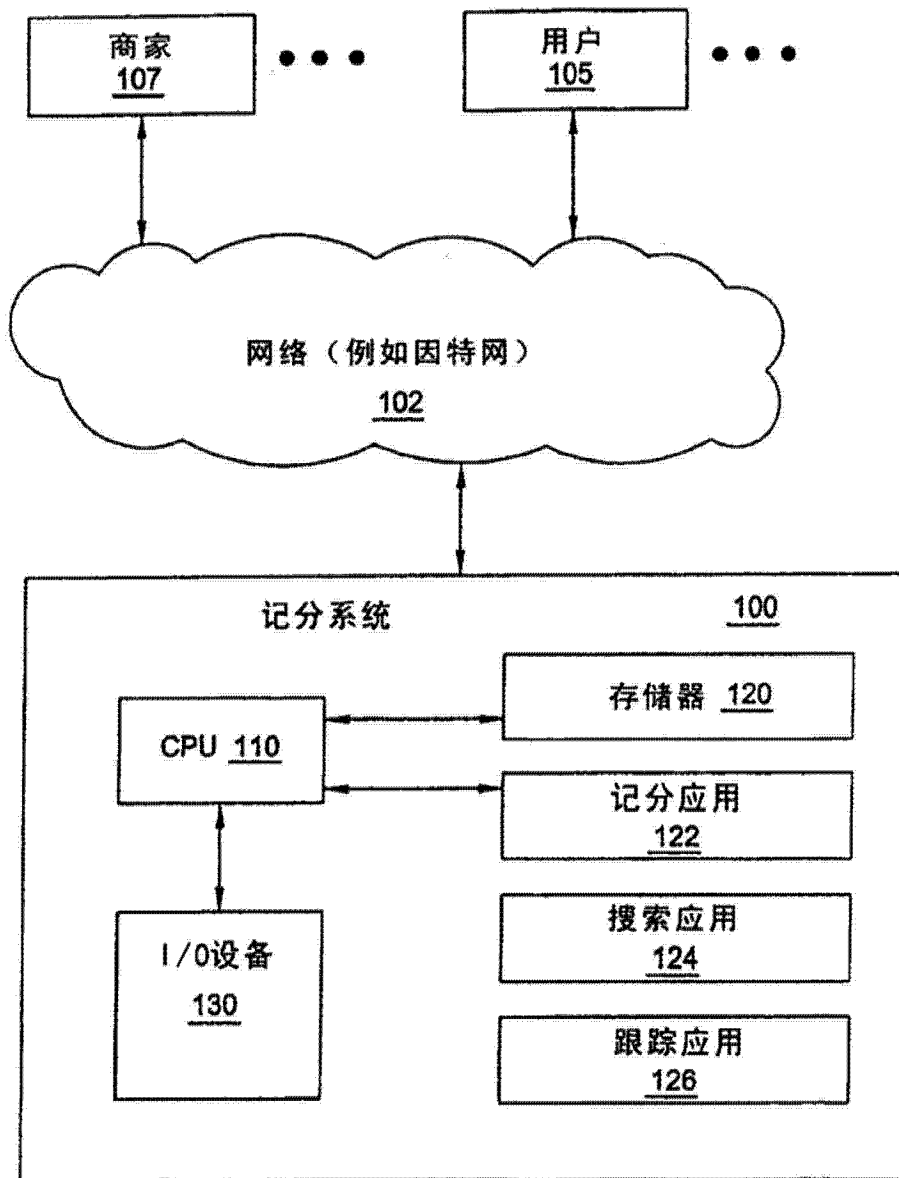 商家
107
用户
105
网络（例如因特网）
102
记分系统
100
CPU 110
存储器 120
记分应用
122
I/O设备
130
搜索应用
124
跟踪应用
126